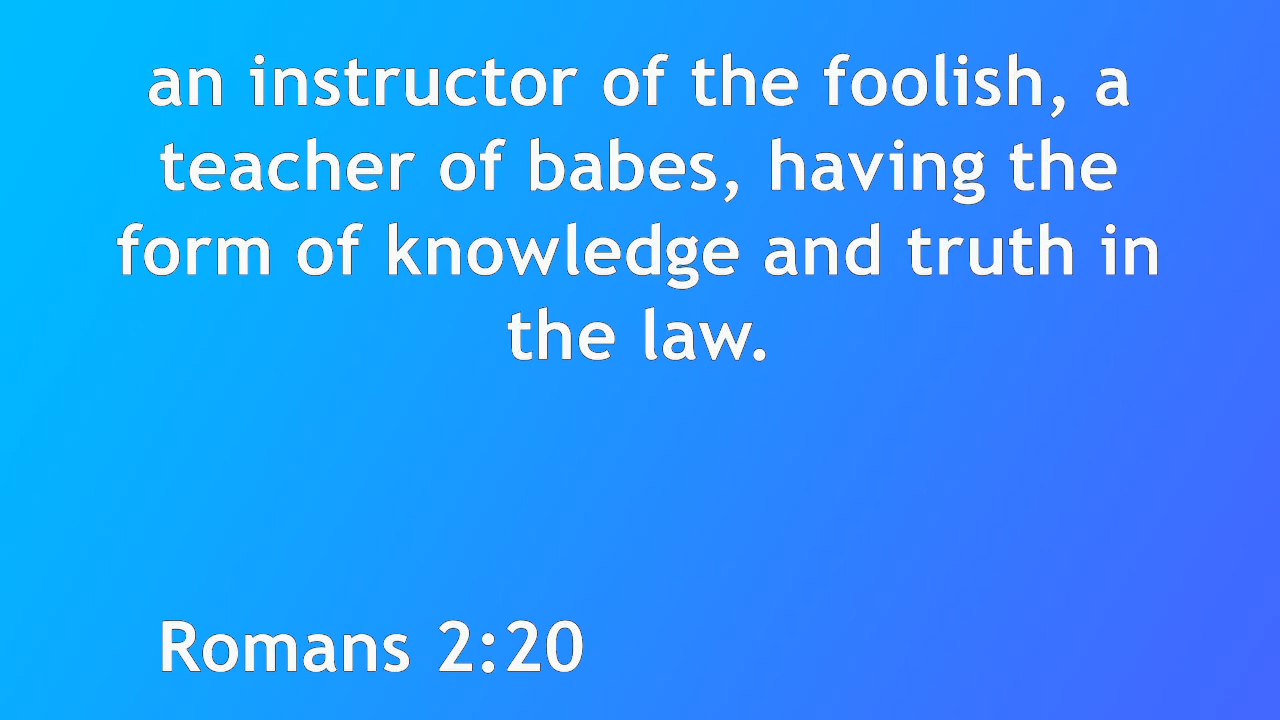 an instructor of the foolish, a
teacher of babes, having the
form of knowledge and truth in
the law.
Romans 2:20